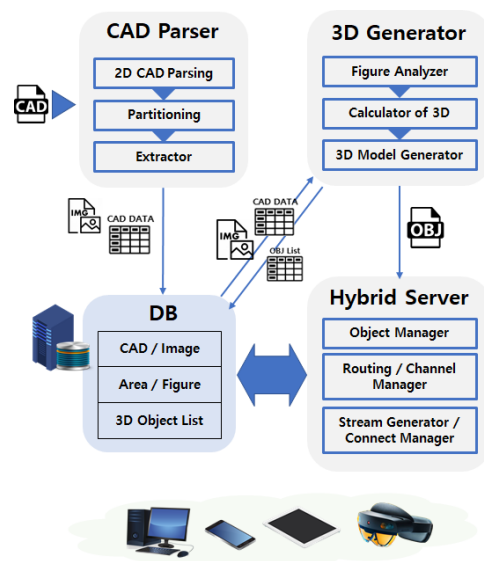 CAD Parser
2D CAD Parsing
Partitioning
Extractor
CAD
3D Generator
Figure Analyzer
Calculator of 3D
3D Model Generator
IMG
CAD DATA
IMG
CAD DATA
OBJ List
OBJ
DB
CAD / Image
Area / Figure
3D Object List
Hybrid Server
Object Manager
Routing / Channel
Manager
Stream Generator /
Connect Manager